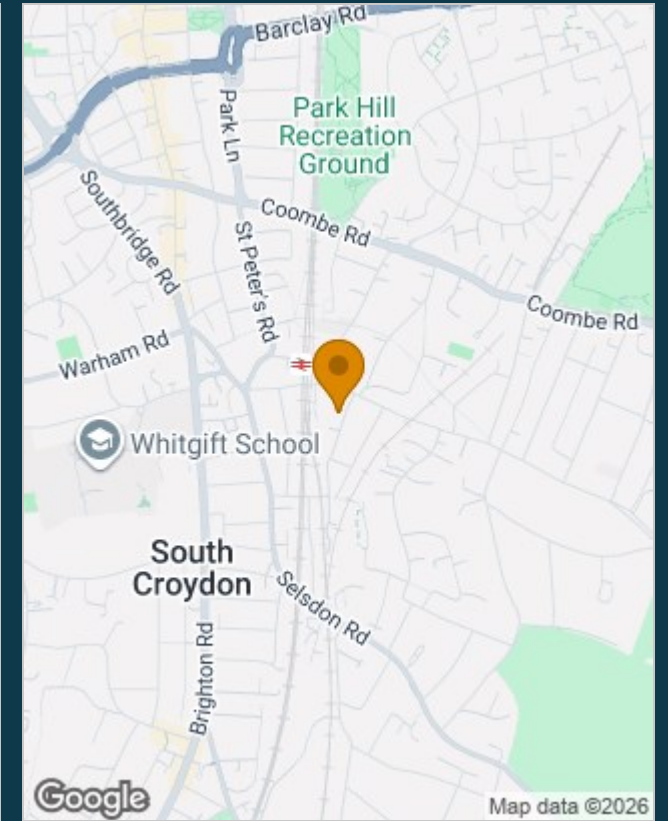 Barclay Rd
Park Ln
Park Hill
Recreation
Ground
Southbridge Rd
Coombe Rd
St Peter's Rd
Coombe Rd
Warham Rd
Whitgift School
South
Croydon
Selsdon Rd
Brighton Rd
Google
Map data ©2026